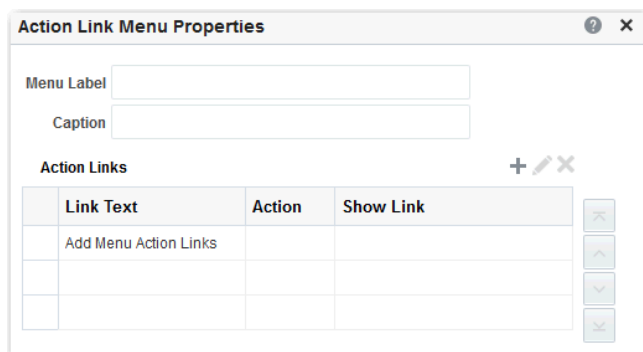 Action Link Menu Properties
Menu Label
Caption
Action Links
Link Text Action Show Link
Add Menu Action Links